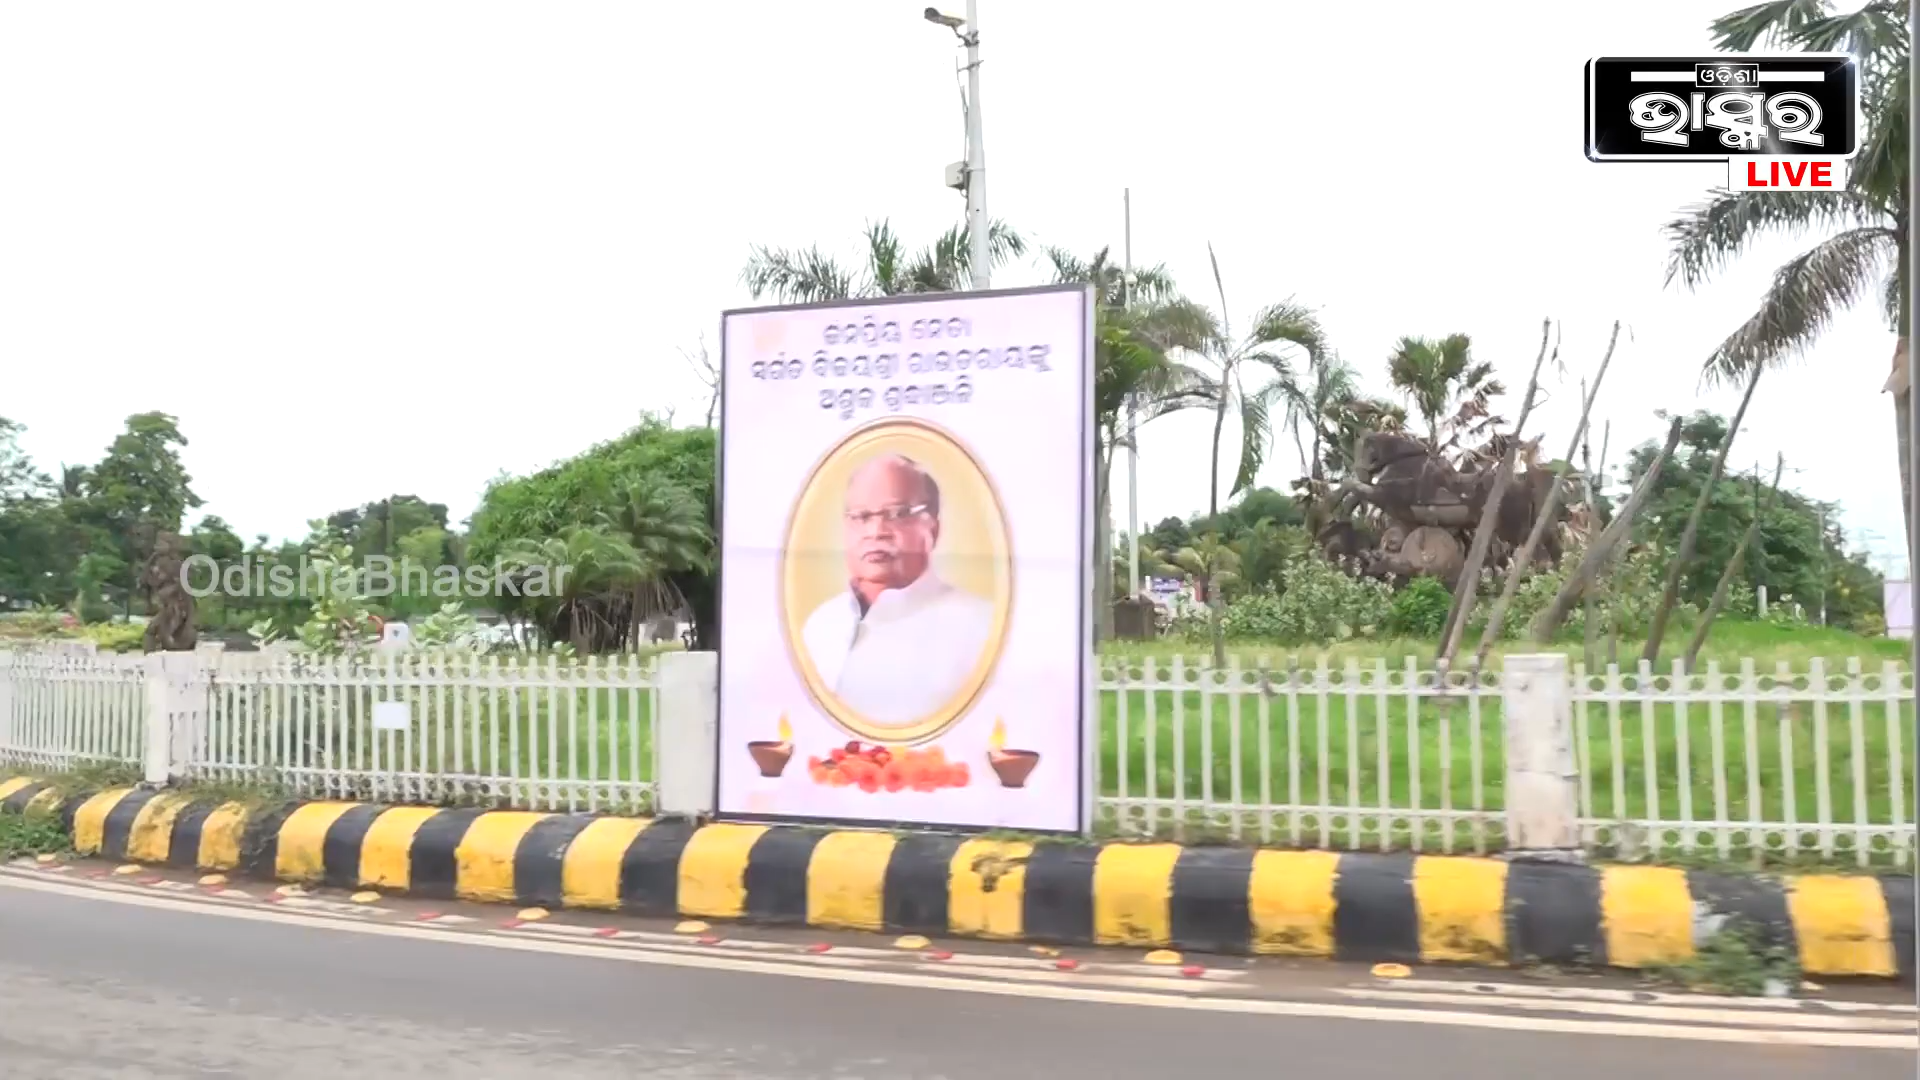 ଓଡ଼ିଶା
ଭାସ୍କର
LIVE
ଜନପ୍ରିୟ ନେତା
ସ୍ୱର୍ଗତ ବିଜୟଶ୍ରୀ ରାଉତରାୟଙ୍କୁ
ଅଶ୍ରୁଳ ଶ୍ରଦ୍ଧାଞ୍ଜଳି
OdishaBhaskar